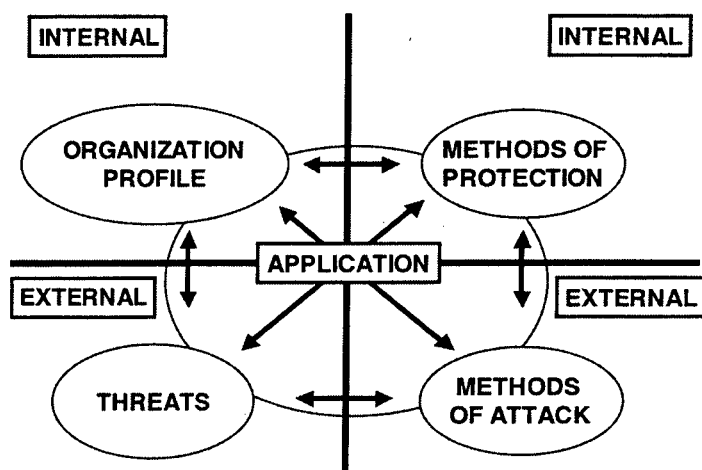 INTERNAL
INTERNAL
ORGANIZATION
PROFILE
METHODS OF
PROTECTION
APPLICATION
EXTERNAL
EXTERNAL
THREATS
METHODS
OF ATTACK